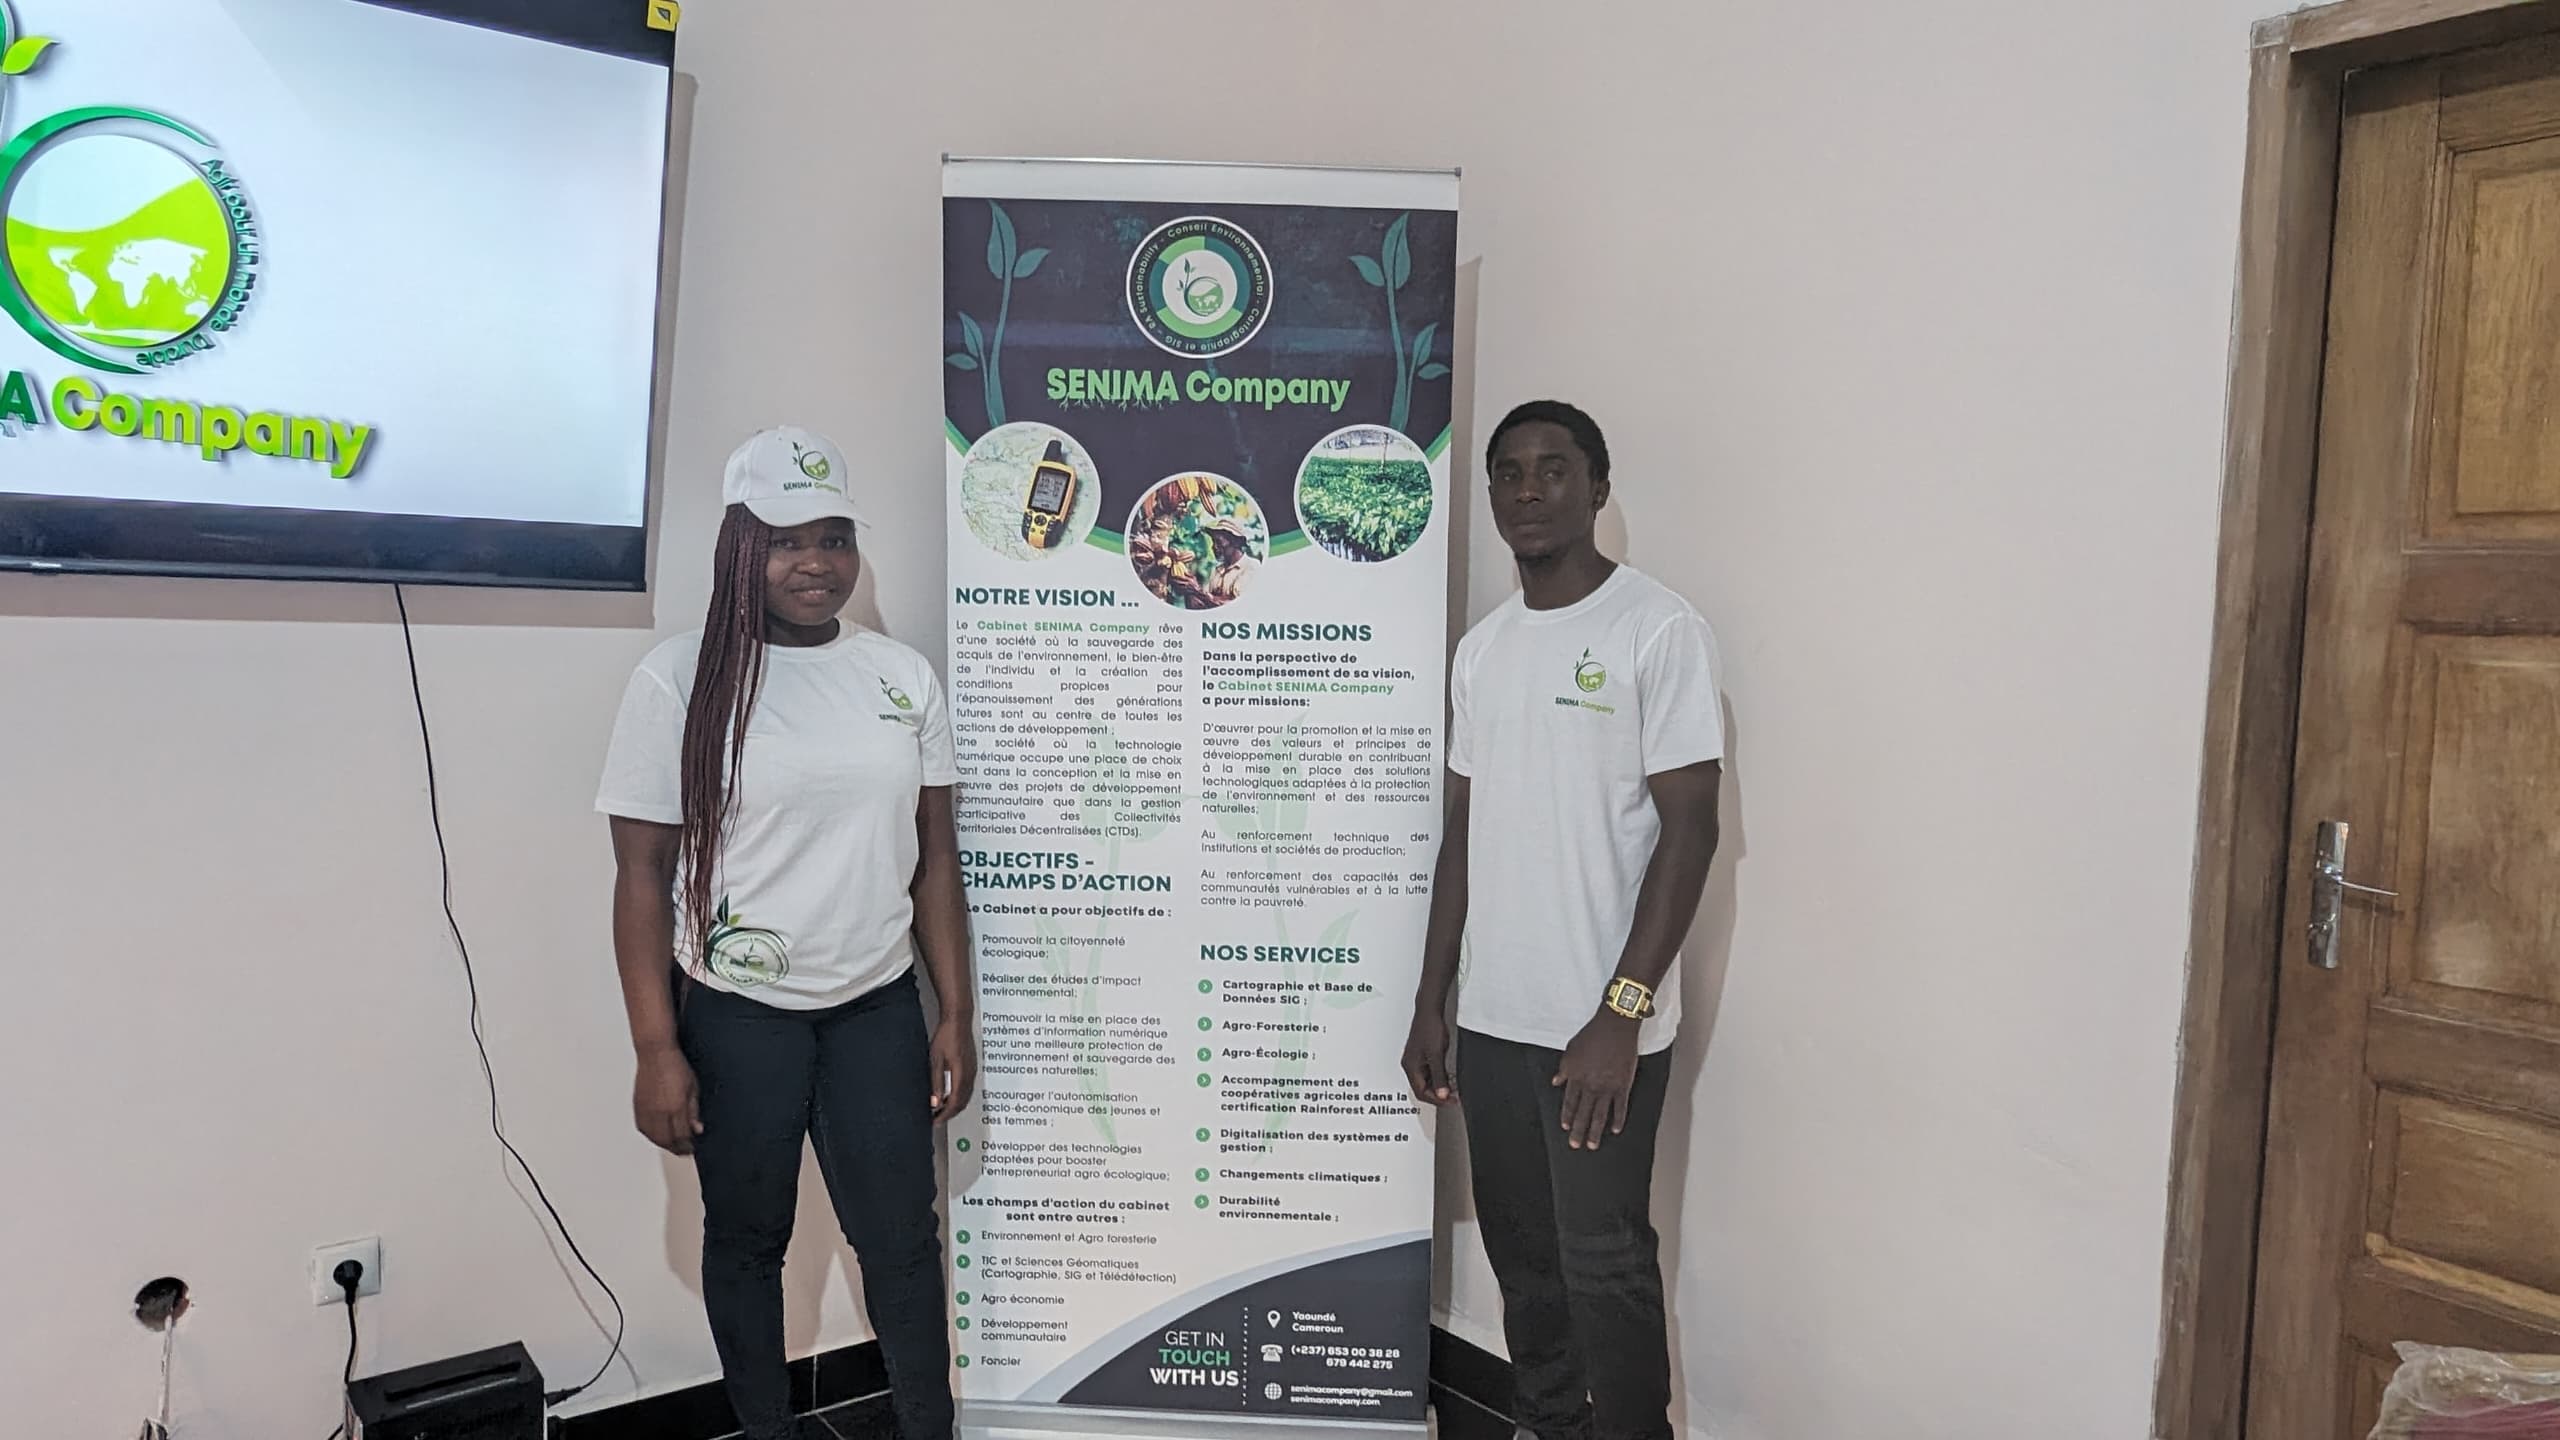 Agir pour un monde
Durable
A Company
SENIMA Company
SENIMA
RA Sustainability - Conseil Environnemental - Cartographie et SIG -
SENIMA Company
NOTRE VISION ...
Le Cabinet SENIMA Company rêve
d'une société où la sauvegarde des
acquis de l'environnement, le bien-être
de l'individu et la création des
conditions propices pour
l'épanouissement des générations
futures sont au centre de toutes les
actions de développement ;
Une société où la technologie
numérique occupe une place de choix
tant dans la conception et la mise en
œuvre des projets de développement
communautaire que dans la gestion
participative des Collectivités
Territoriales Décentralisées (CTDs).
OBJECTIFS -
CHAMPS D'ACTION
Le Cabinet a pour objectifs de :
Promouvoir la citoyenneté
écologique;
Réaliser des études d'impact
environnemental;
Promouvoir la mise en place des
systèmes d'information numérique
pour une meilleure protection de
l'environnement et sauvegarde des
ressources naturelles;
Encourager l'autonomisation
socio-économique des jeunes et
des femmes ;
Développer des technologies
adaptées pour booster
l'entrepreneuriat agro écologique;
Les champs d'action du cabinet
sont entre autres :
Environnement et Agro foresterie
TIC et Sciences Géomatiques
(Cartographie, SIG et Télédétection)
Agro économie
Développement
communautaire
Foncier
NOS MISSIONS
Dans la perspective de
l'accomplissement de sa vision,
le Cabinet SENIMA Company
a pour missions:
D'œuvrer pour la promotion et la mise en
œuvre des valeurs et principes de
développement durable en contribuant
à la mise en place des solutions
technologiques adaptées à la protection
de l'environnement et des ressources
naturelles;
Au renforcement technique des
Institutions et sociétés de production;
Au renforcement des capacités des
communautés vulnérables et à la lutte
contre la pauvreté.
NOS SERVICES
Cartographie et Base de
Données SIG ;
Agro-Foresterie ;
Agro-Écologie ;
Accompagnement des
coopératives agricoles dans la
certification Rainforest Alliance;
Digitalisation des systèmes de
gestion ;
Changements climatiques ;
Durabilité
environnementale ;
GET IN
TOUCH
WITH US
Yaoundé
Cameroun
(+237) 653 00 38 28
679 442 275
senimacompany@gmail.com
senimacompany.com
SENIMA Company